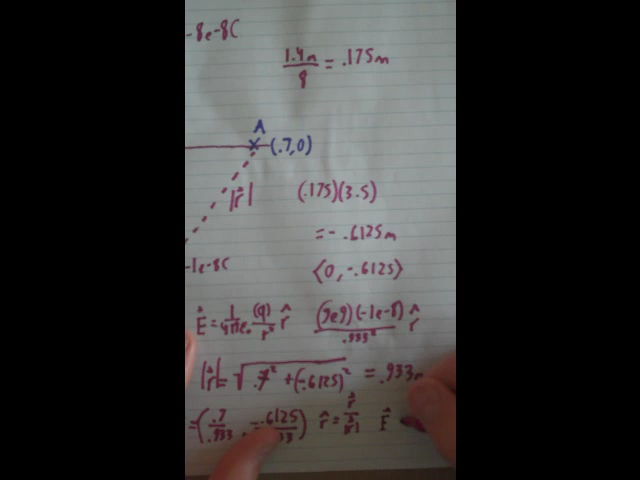 -8e-8C
1.4m/8 = .175m
A
(.7,0)
|r⃗|
(.175)(3.5)
= -.6125m
-1e-8C
⟨0, -.6125⟩
E⃗ = 1/4πε₀ (q)/r² r̂ (9e9)(-1e-8)/.933² r̂
|r⃗| = √.7² + (-.6125)² = .933m
= (.7/.933, -.6125/.933) r̂ = r⃗/|r⃗| E⃗